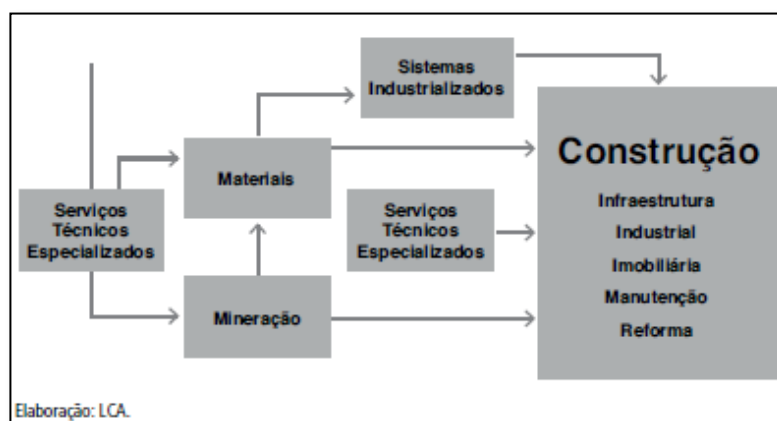 Sistemas
Industrializados
Construção
Materiais
Infraestrutura
Serviços
Técnicos
Especializados
Serviços
Técnicos
Especializados
Industrial
Imobiliária
Manutenção
Mineração
Reforma
Elaboração: LCA.